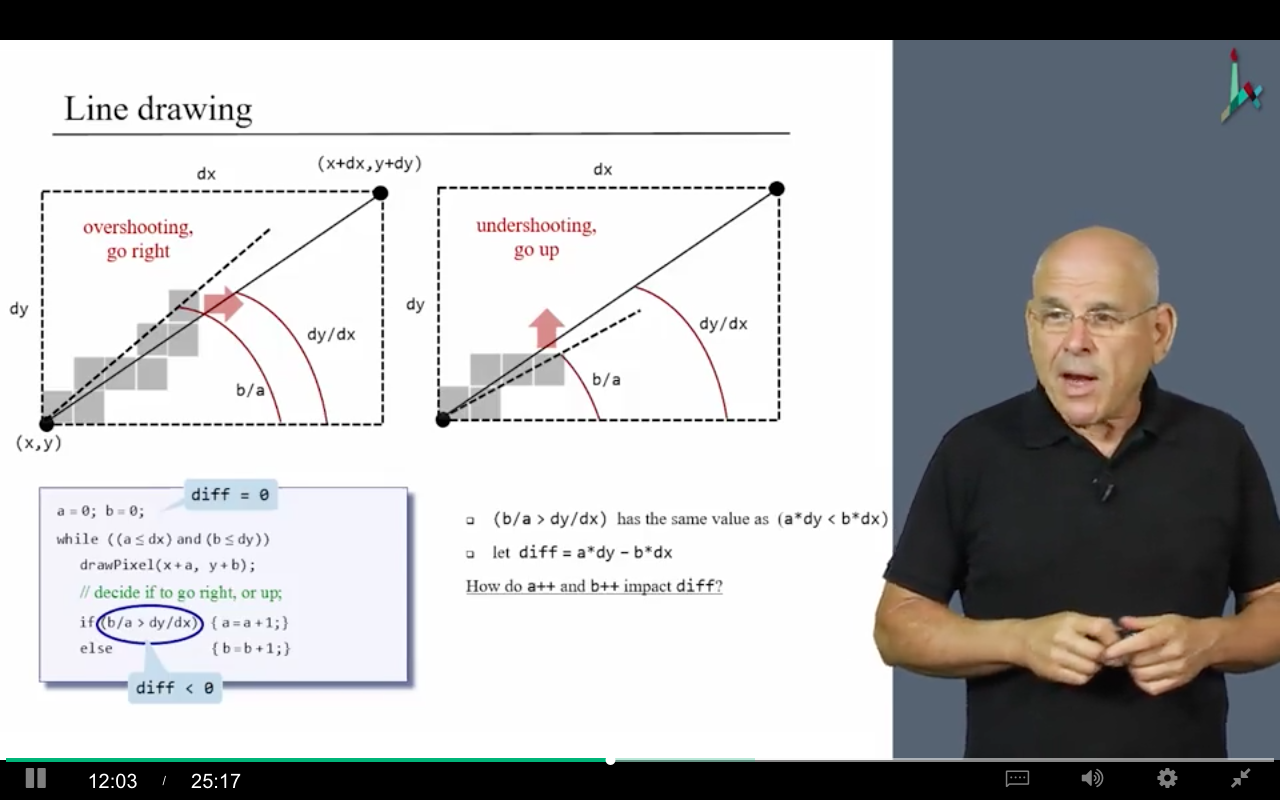 Line drawing
dx
(x+dx,y+dy)
overshooting,
go right
dy
dy/dx
b/a
(x,y)
dx
undershooting,
go up
dy
dy/dx
b/a
diff = 0
a = 0; b = 0;
while ((a ≤ dx) and (b ≤ dy))
drawPixel(x + a, y + b);
// decide if to go right, or up;
if (b/a > dy/dx) { a = a + 1;}
else { b = b + 1;}
diff < 0
(b/a > dy/dx) has the same value as (a*dy < b*dx)
let diff = a*dy – b*dx
How do a++ and b++ impact diff?
12:03 / 25:17